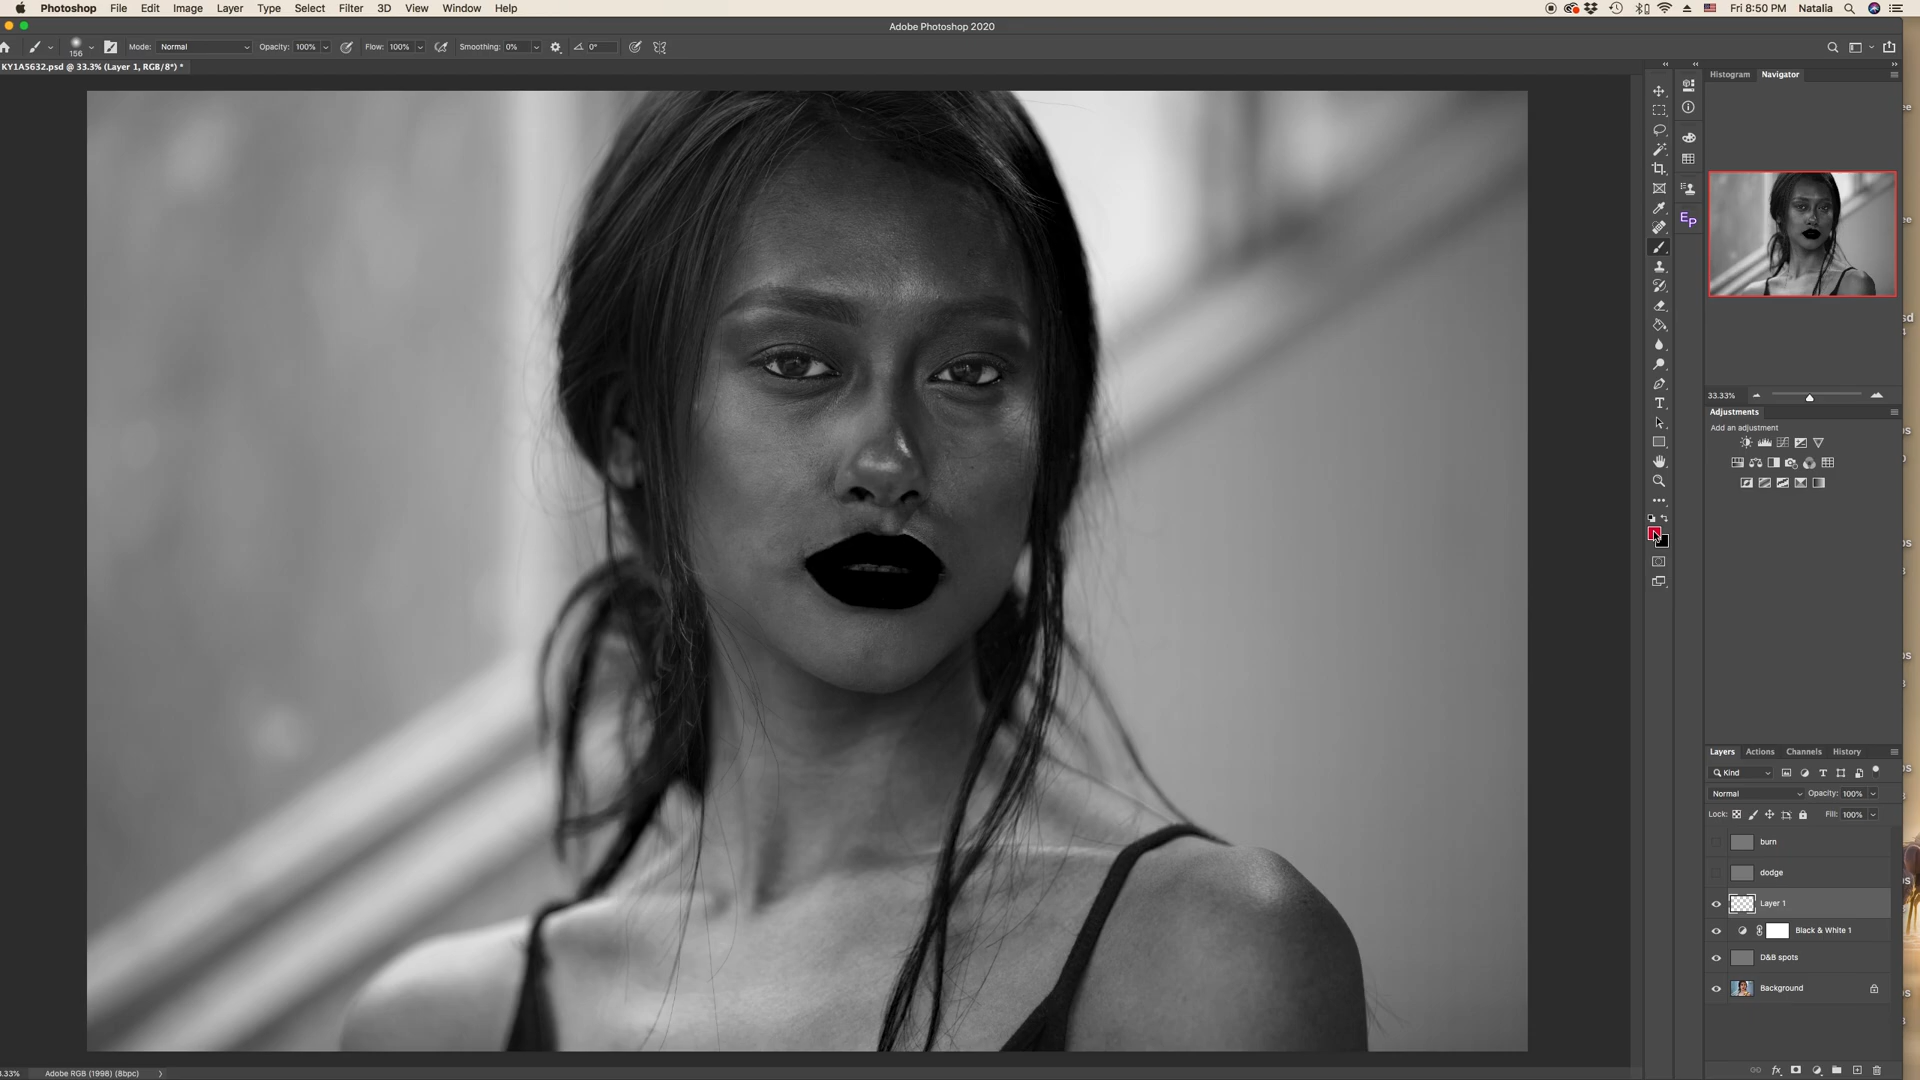 Photoshop File Edit Image Layer Type Select Filter 3D View Window Help Fri 8:50 PM Natalia
Adobe Photoshop 2020
156 Mode: Normal Opacity: 100% Flow: 100% Smoothing: 0% 0°
KY1A5632.psd @ 33.3% (Layer 1, RGB/8*) *
Histogram Navigator
EP
33.33%
Adjustments
Add an adjustment
Layers Actions Channels History
Kind
Normal Opacity: 100%
Lock: Fill: 100%
burn
dodge
Layer 1
Black & White 1
D&B spots
Background
Adobe RGB (1998) (8bpc)